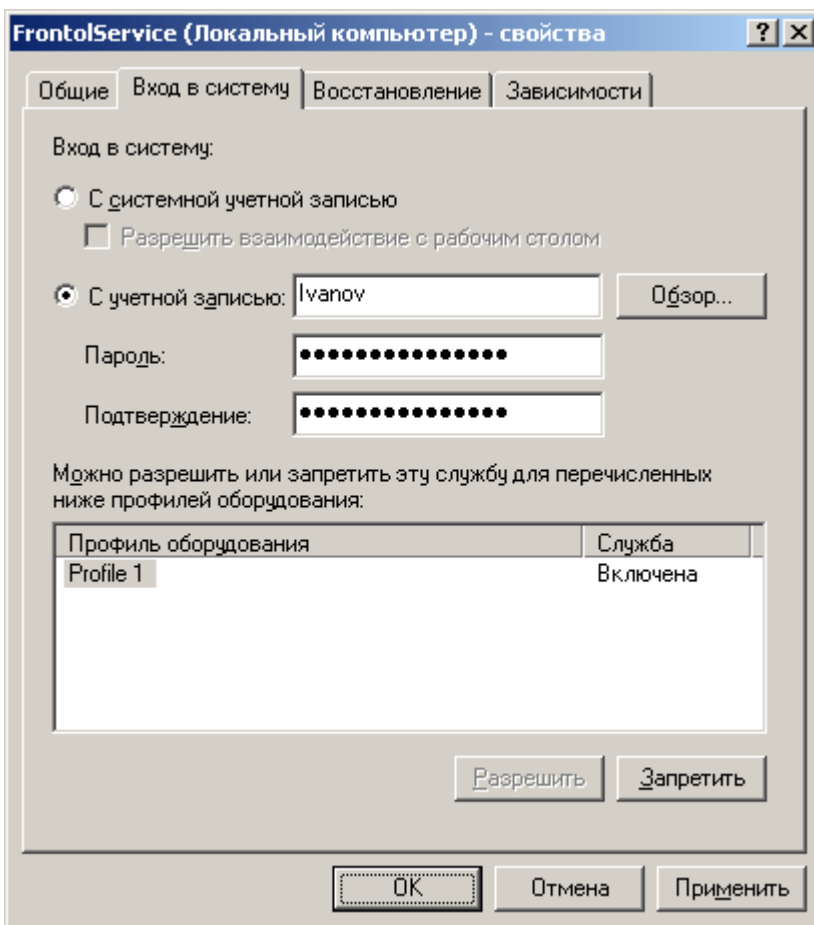 FrontolService (Локальный компьютер) - свойства
Общие Вход в систему Восстановление Зависимости
Вход в систему:
С системной учетной записью
Разрешить взаимодействие с рабочим столом
С учетной записью: Ivanov Обзор...
Пароль: •••••••••••••••
Подтверждение: •••••••••••••••
Можно разрешить или запретить эту службу для перечисленных
ниже профилей оборудования:
Профиль оборудования Служба
Profile 1 Включена
Разрешить Запретить
OK Отмена Применить